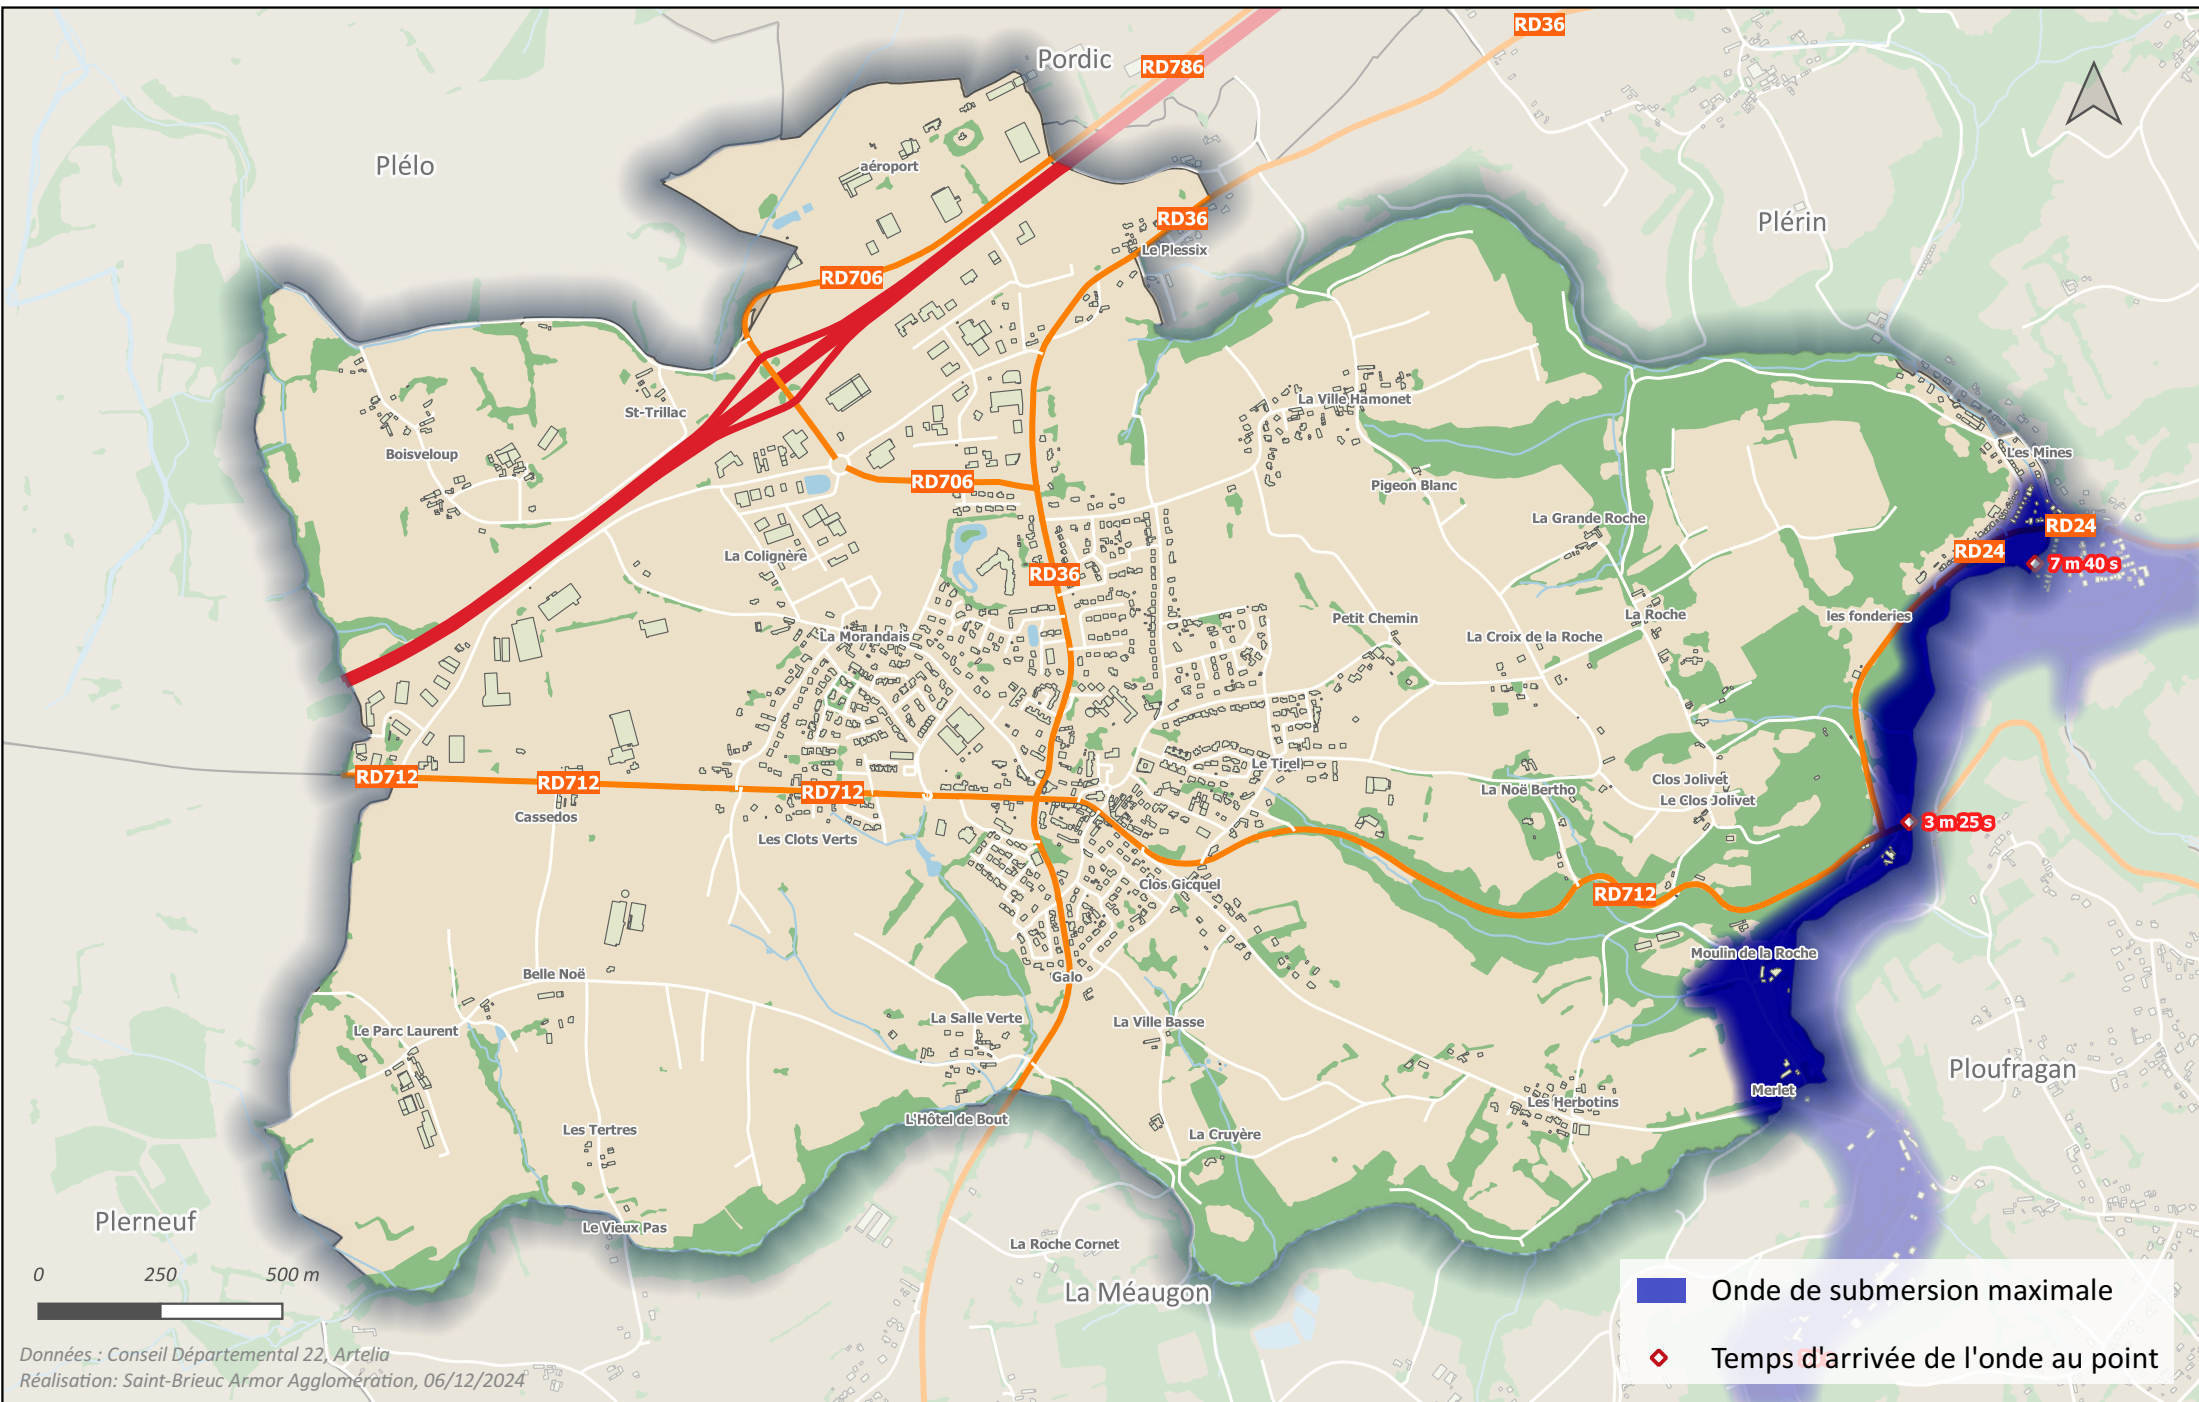 RD36
Pordic
RD786
Plélo
aéroport
Plérin
RD36
Le Plessix
RD706
La Ville Hamonet
St-Trillac
Boisveloup
Les Mines
RD706
Pigeon Blanc
La Grande Roche
RD24
RD24
La Colignère
7 m 40 s
RD36
La Roche
les fonderies
Petit Chemin
La Croix de la Roche
La Morandais
Le Tirel
RD712
RD712
RD712
Clos Jolivet
La Noë Bertho
Le Clos Jolivet
Cassedos
3 m 25 s
Les Clots Verts
Clos Gicquel
RD712
Moulin de la Roche
Belle Noë
Galo
La Salle Verte
La Ville Basse
Le Parc Laurent
Ploufragan
Merlet
Les Herbotins
L'Hôtel de Bout
Les Tertres
La Cruyère
Plerneuf
Le Vieux Pas
La Roche Cornet
La Méaugon
0 250 500 m
Onde de submersion maximale
Temps d'arrivée de l'onde au point
Données : Conseil Départemental 22, Artelia
Réalisation: Saint-Brieuc Armor Agglomération, 06/12/2024